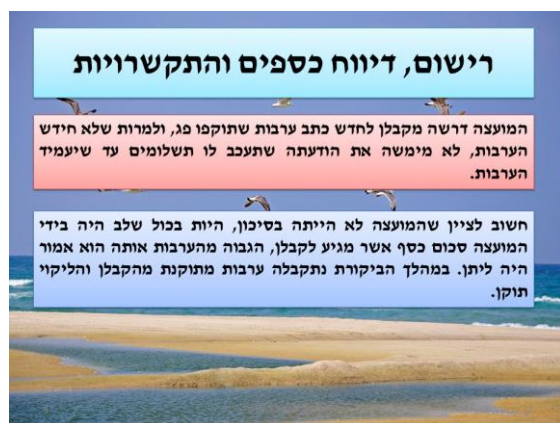 רישום, דיווח כספים והתקשרויות
המועצה דרשה מקבלן לחדש כתב ערבות שתוקפו פג, ולמרות שלא חידש
הערבות, לא מימשה את הודעתה שתעכב לו תשלומים עד שיעמיד
הערבות.
חשוב לציין שהמועצה לא הייתה בסיכון, היות בכול שלב היה בידי
המועצה סכום כסף אשר מגיע לקבלן, הגבוה מהערבות אותה הוא אמור
היה ליתן. במהלך הביקורת נתקבלה ערבות מתוקנת מהקבלן והליקוי
תוקן.